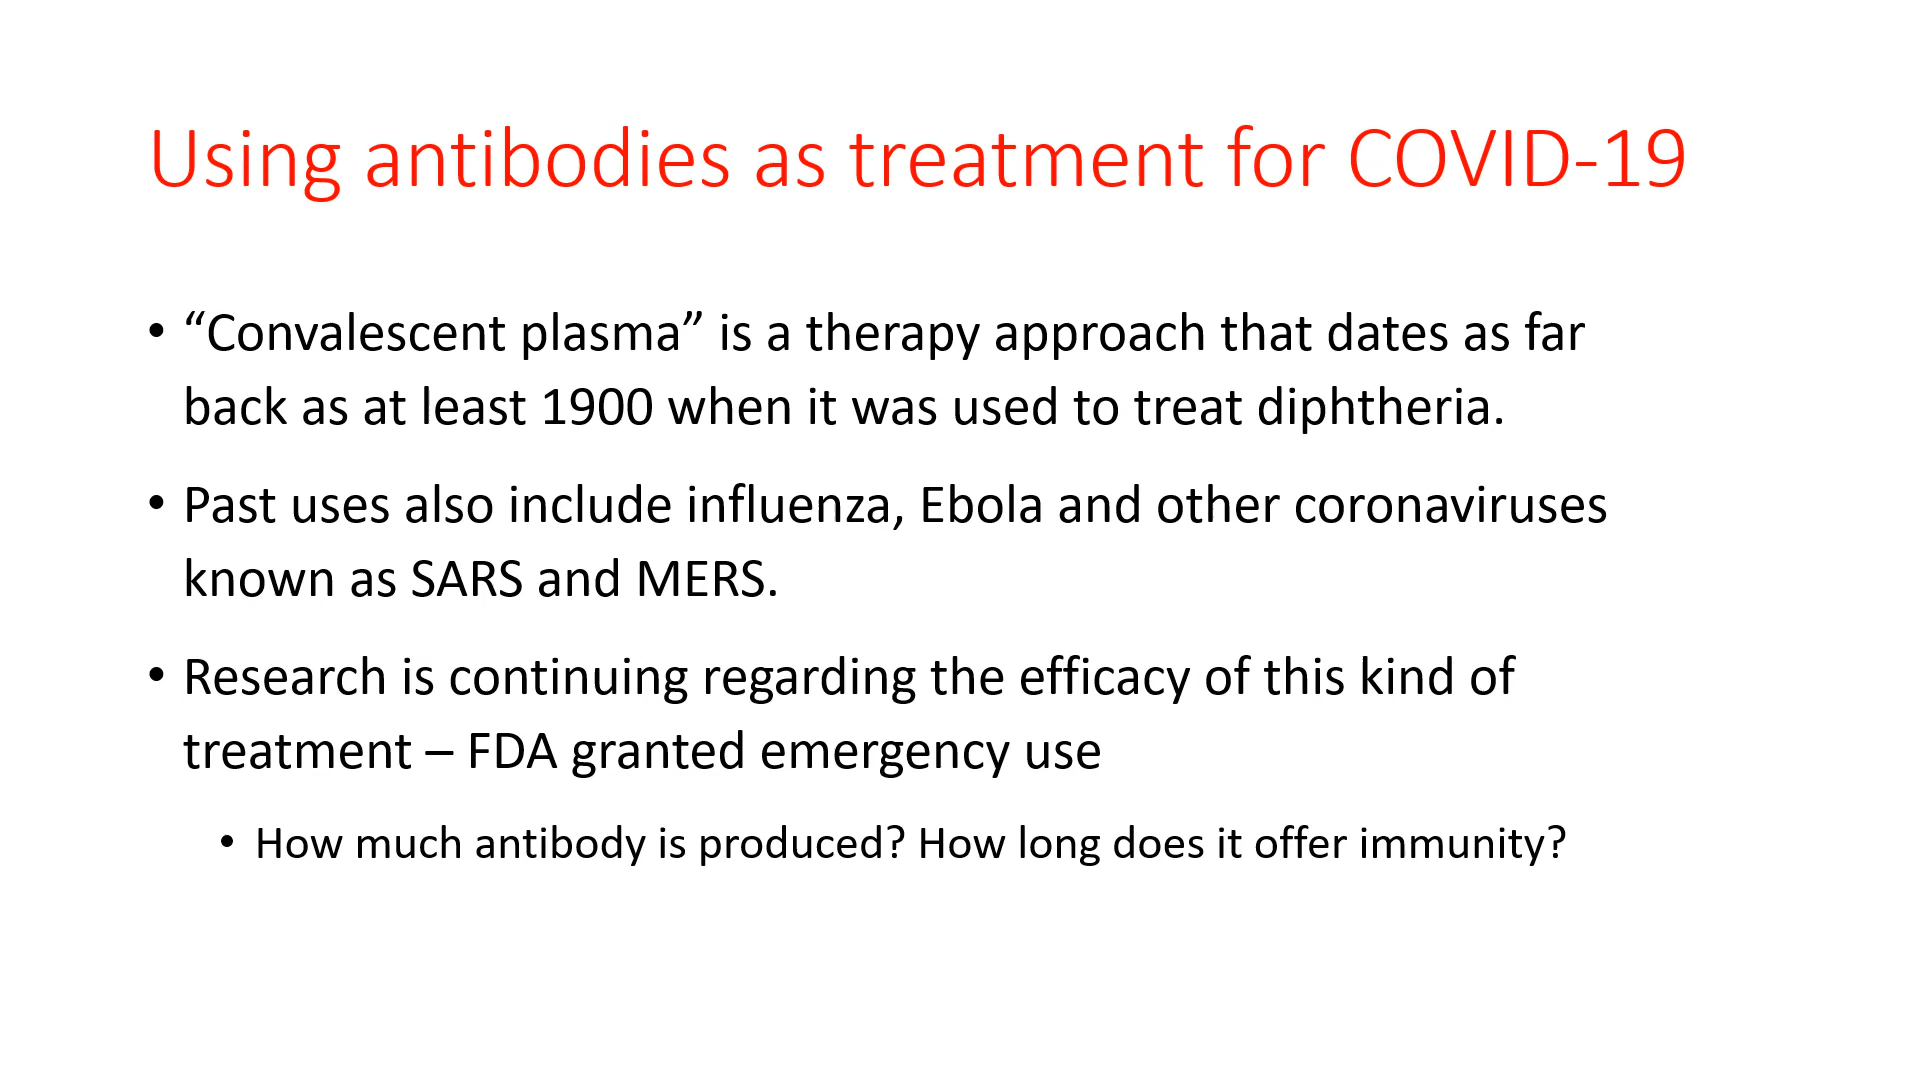 Using antibodies as treatment for COVID-19
• “Convalescent plasma” is a therapy approach that dates as far
back as at least 1900 when it was used to treat diphtheria.
• Past uses also include influenza, Ebola and other coronaviruses
known as SARS and MERS.
• Research is continuing regarding the efficacy of this kind of
treatment – FDA granted emergency use
• How much antibody is produced? How long does it offer immunity?